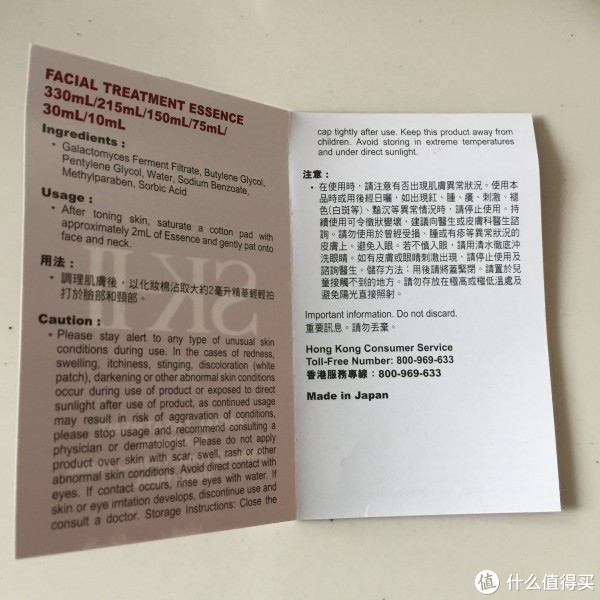 FACIAL TREATMENT ESSENCE
330mL/215mL/150mL/75mL/
30mL/10mL
Ingredients :
• Galactomyces Ferment Filtrate, Butylene Glycol,
Pentylene Glycol, Water, Sodium Benzoate,
Methylparaben, Sorbic Acid
Usage :
• After toning skin, saturate a cotton pad with
approximately 2mL of Essence and gently pat onto
face and neck.
用法：
• 調理肌膚後，以化妝棉沾取大約2毫升精華輕輕拍
打於臉部和頸部。
Caution :
• Please stay alert to any type of unusual skin
conditions during use. In the cases of redness,
swelling, itchiness, stinging, discoloration (white
patch), darkening or other abnormal skin conditions
occur during use of product or exposed to direct
sunlight after use of product, as continued usage
may result in risk of aggravation of conditions,
please stop usage and recommend consulting a
physician or dermatologist. Please do not apply
product over skin with scar, swell, rash or other
abnormal skin conditions. Avoid direct contact with
eyes. If contact occurs, rinse eyes with water. If
skin or eye irritation develops, discontinue use and
consult a doctor. Storage Instructions: Close the
cap tightly after use. Keep this product away from
children. Avoid storing in extreme temperatures
and under direct sunlight.
注意：
• 在使用時，請注意有否出現肌膚異常狀況。使用本
品時或用後經日曬，如出現紅、腫、癢、刺激、褪
色(白斑等)、黯沉等異常情況時，請停止使用。持
續使用可令徵狀變壞，建議向醫生或皮膚科醫生諮
詢。請勿使用於曾經受損、腫或有疹等異常狀況的
皮膚上。避免入眼。若不慎入眼，請用清水徹底沖
洗眼睛。如有皮膚或眼睛刺激出現，請停止使用及
諮詢醫生。儲存方法：用後請將蓋緊閉。請置於兒
童接觸不到的地方。請勿存放在極高或極低溫處及
避免陽光直接照射。
Important information. Do not discard.
重要訊息。請勿丟棄。
Hong Kong Consumer Service
Toll-Free Number: 800-969-633
香港服務專線：800-969-633
Made in Japan
SK-II
值 什么值得买